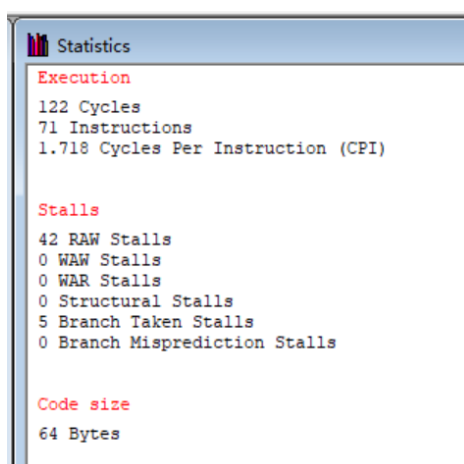 Statistics
Execution
122 Cycles
71 Instructions
1.718 Cycles Per Instruction (CPI)
Stalls
42 RAW Stalls
0 WAW Stalls
0 WAR Stalls
0 Structural Stalls
5 Branch Taken Stalls
0 Branch Misprediction Stalls
Code size
64 Bytes